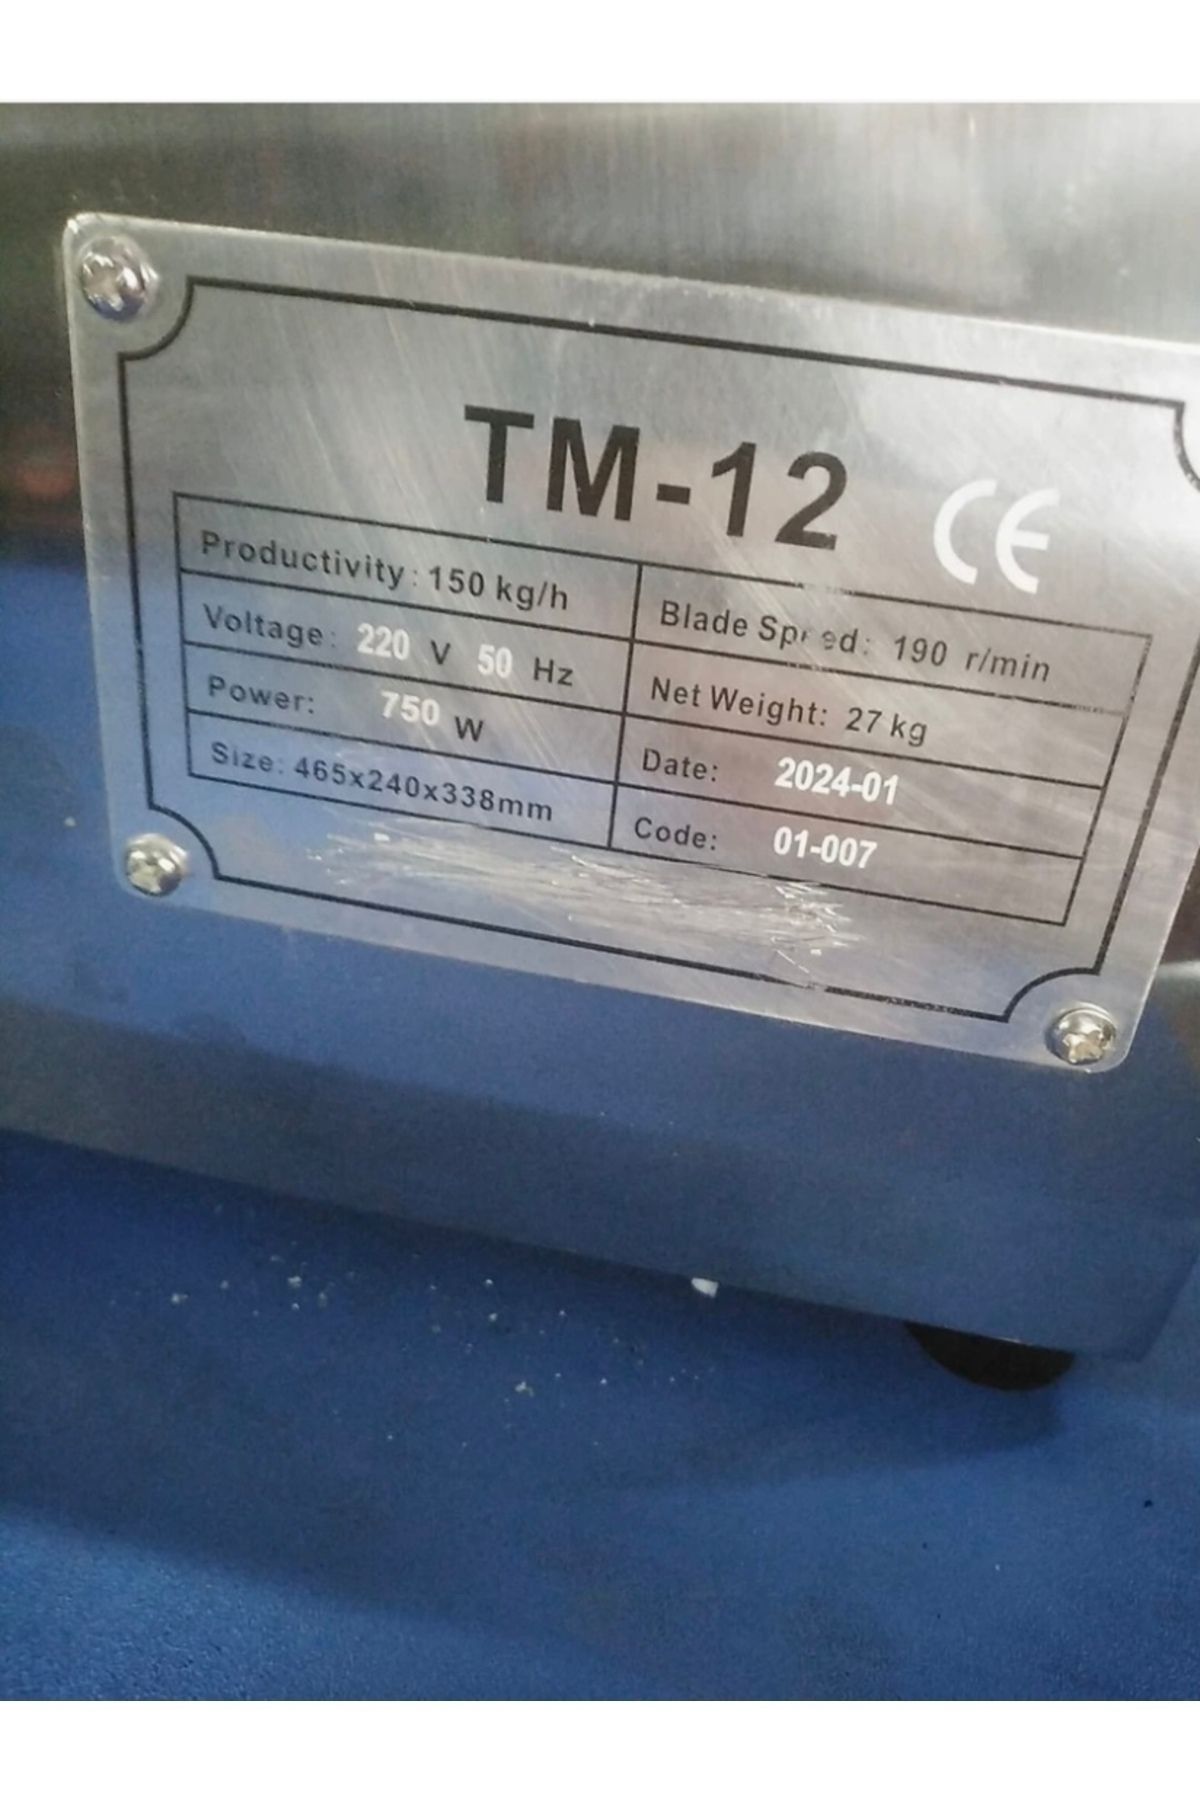 TM-12 CE
Productivity: 150 kg/h
Blade Speed: 190 r/min
Voltage: 220 V 50 Hz
Net Weight: 27 kg
Power: 750 W
Date: 2024-01
Size: 465x240x338mm
Code: 01-007